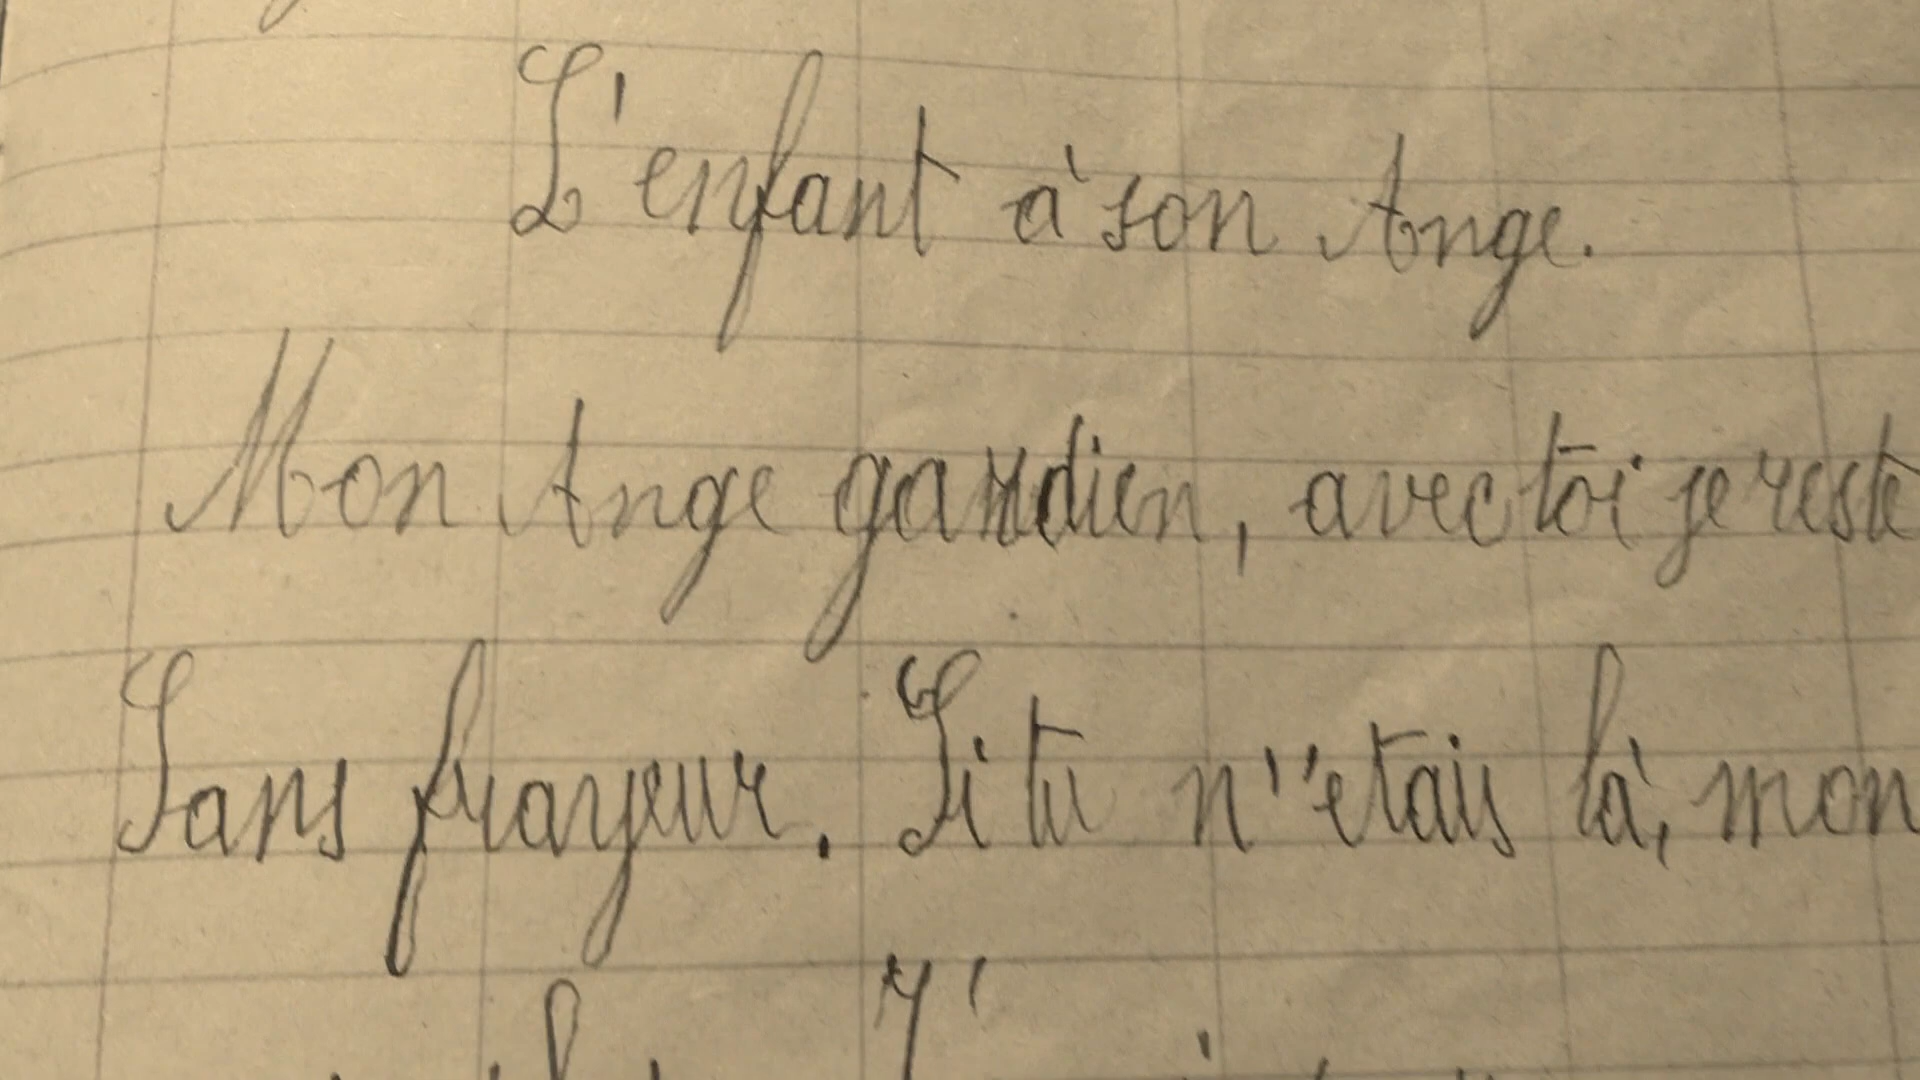 L'enfant à son Ange.
Mon Ange gardien, avec toi je reste
Sans frayeur. Si tu n'étais là, mon